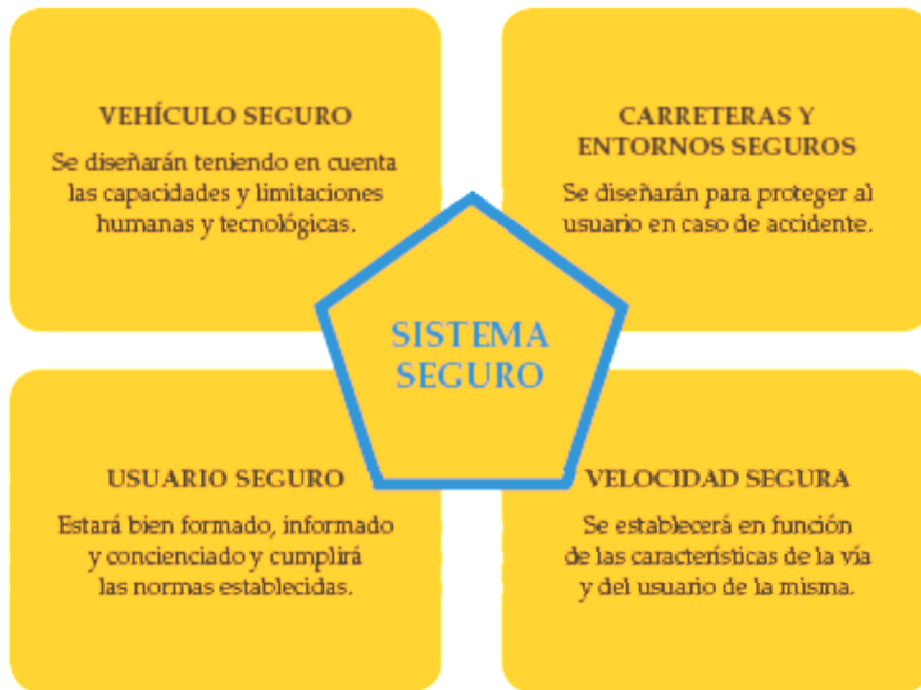 VEHÍCULO SEGURO
Se diseñarán teniendo en cuenta
las capacidades y limitaciones
humanas y tecnológicas.
CARRETERAS Y
ENTORNOS SEGUROS
Se diseñarán para proteger al
usuario en caso de accidente.
SISTEMA
SEGURO
USUARIO SEGURO
Estará bien formado, informado
y concienciado y cumplirá
las normas establecidas.
VELOCIDAD SEGURA
Se establecerá en función
de las características de la vía
y del usuario de la misma.